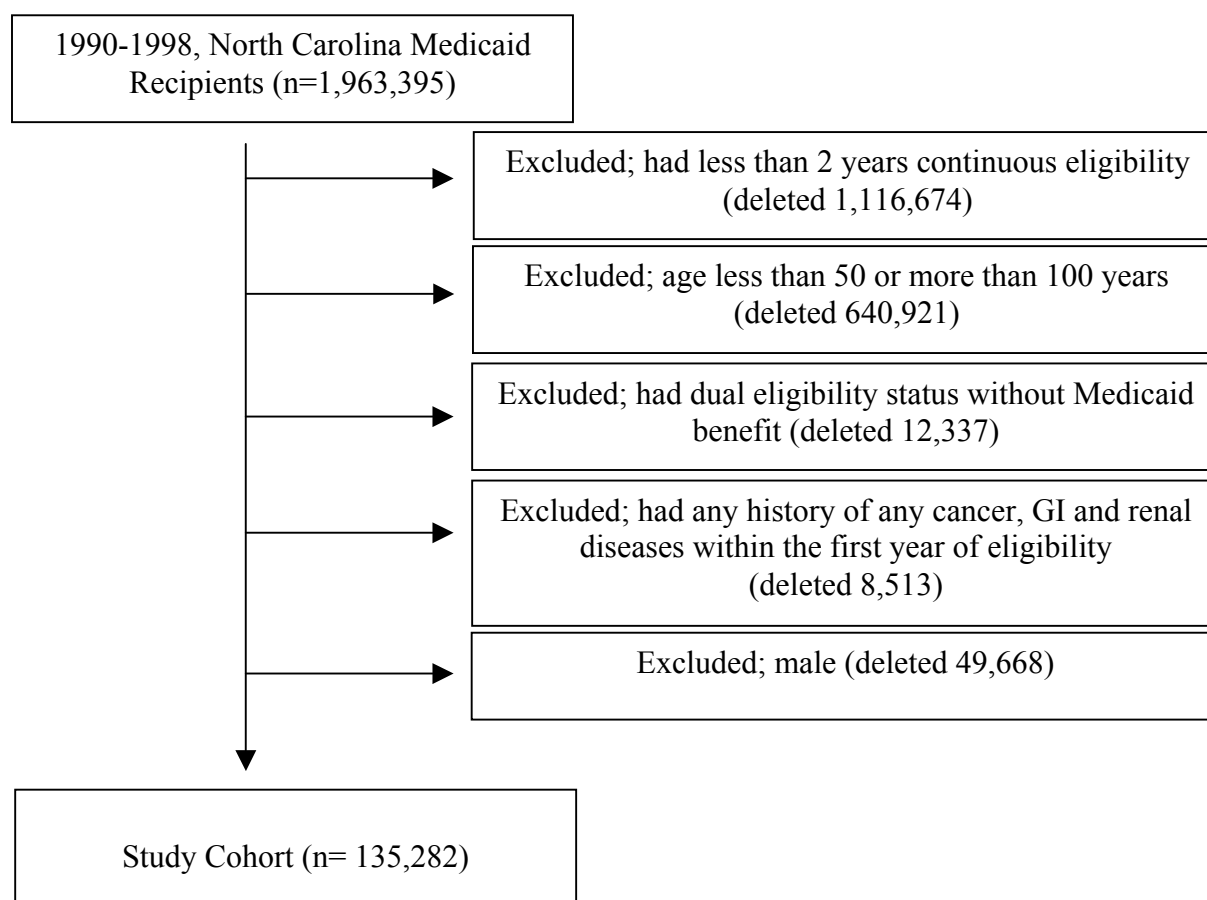 1990-1998, North Carolina Medicaid
Recipients (n=1,963,395)
Excluded; had less than 2 years continuous eligibility
(deleted 1,116,674)
Excluded; age less than 50 or more than 100 years
(deleted 640,921)
Excluded; had dual eligibility status without Medicaid
benefit (deleted 12,337)
Excluded; had any history of any cancer, GI and renal
diseases within the first year of eligibility
(deleted 8,513)
Excluded; male (deleted 49,668)
Study Cohort (n= 135,282)